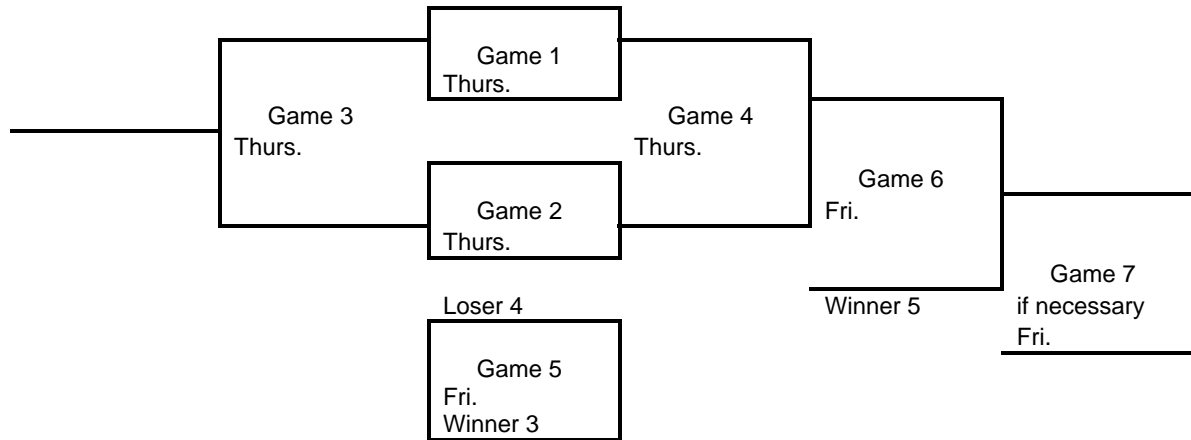 Game 1
Thurs.
Game 3
Thurs.
Game 4
Thurs.
Game 6
Fri.
Game 2
Thurs.
Game 7
if necessary
Fri.
Loser 4
Winner 5
Game 5
Fri.
Winner 3